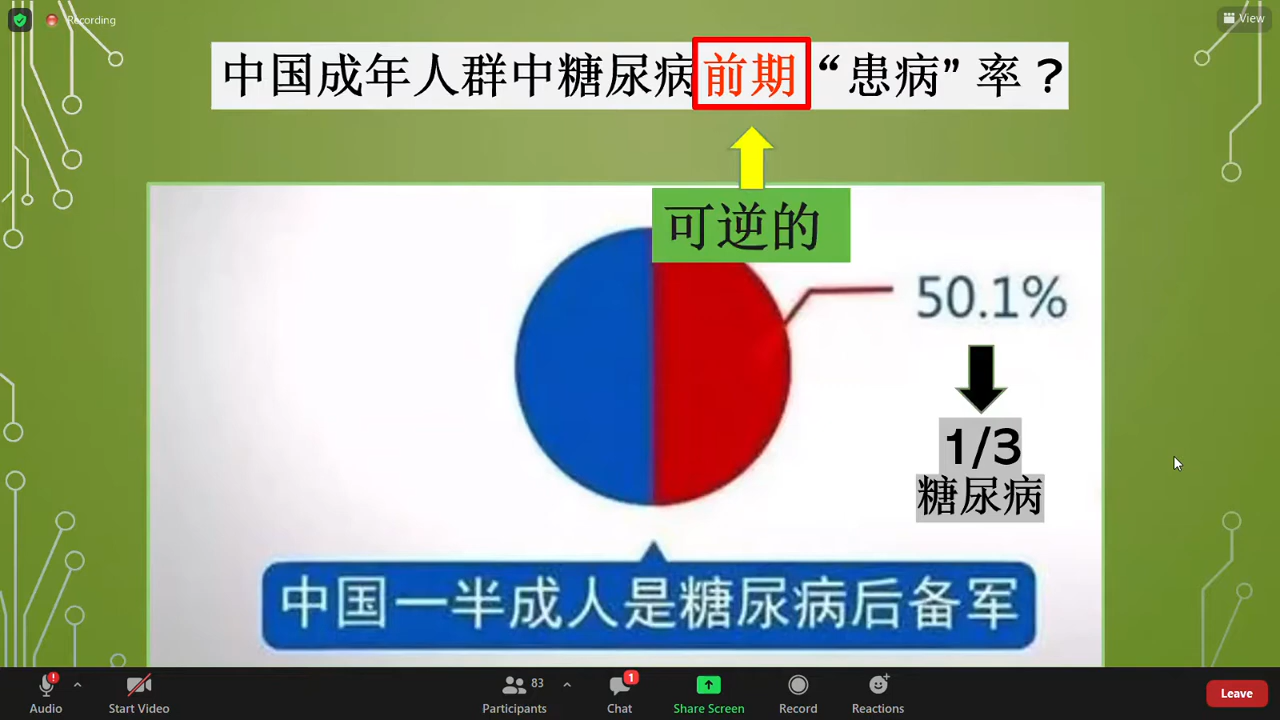 Recording
View
中国成年人群中糖尿病前期“患病”率？
可逆的
50.1%
1/3
糖尿病
中国一半成人是糖尿病后备军
83
1
Audio
Start Video
Participants
Chat
Share Screen
Record
Reactions
Leave